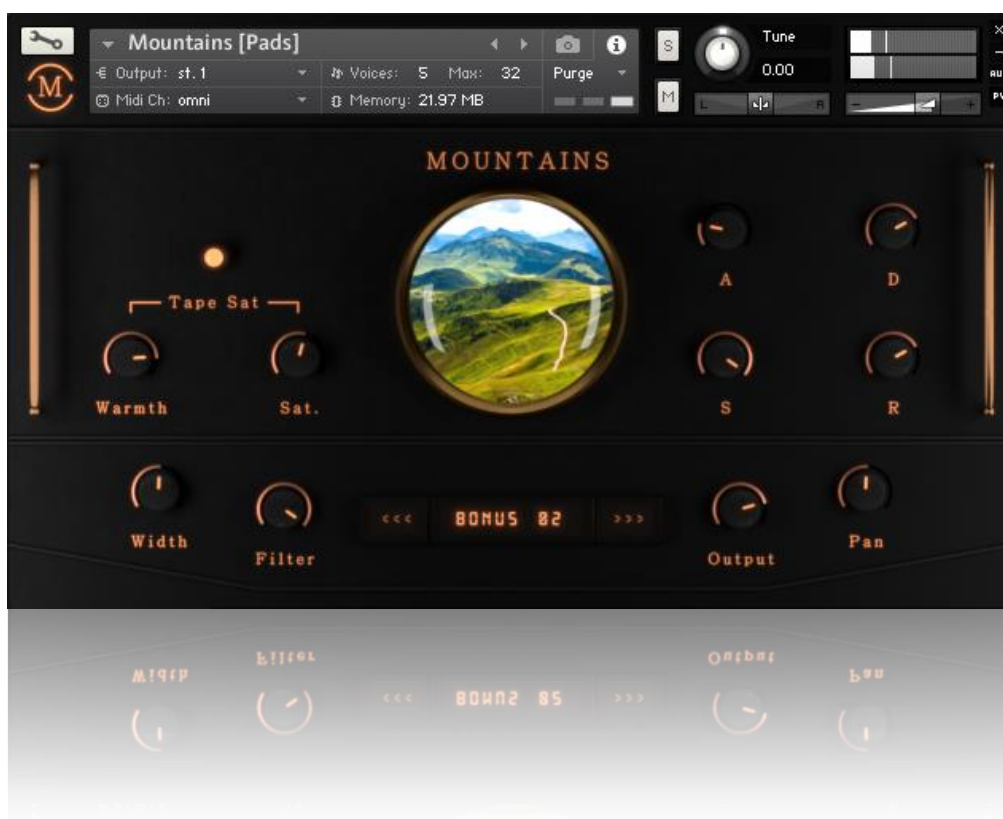 Mountains [Pads]
Output: st. 1
Voices: 5 Max: 32
Purge
Midi Ch: omni
Memory: 21.97 MB
S
M
Tune
0.00
L R
- +
M
MOUNTAINS
Tape Sat
Warmth
Sat.
A
D
S
R
Width
Filter
<<< BONUS 02 >>>
Output
Pan